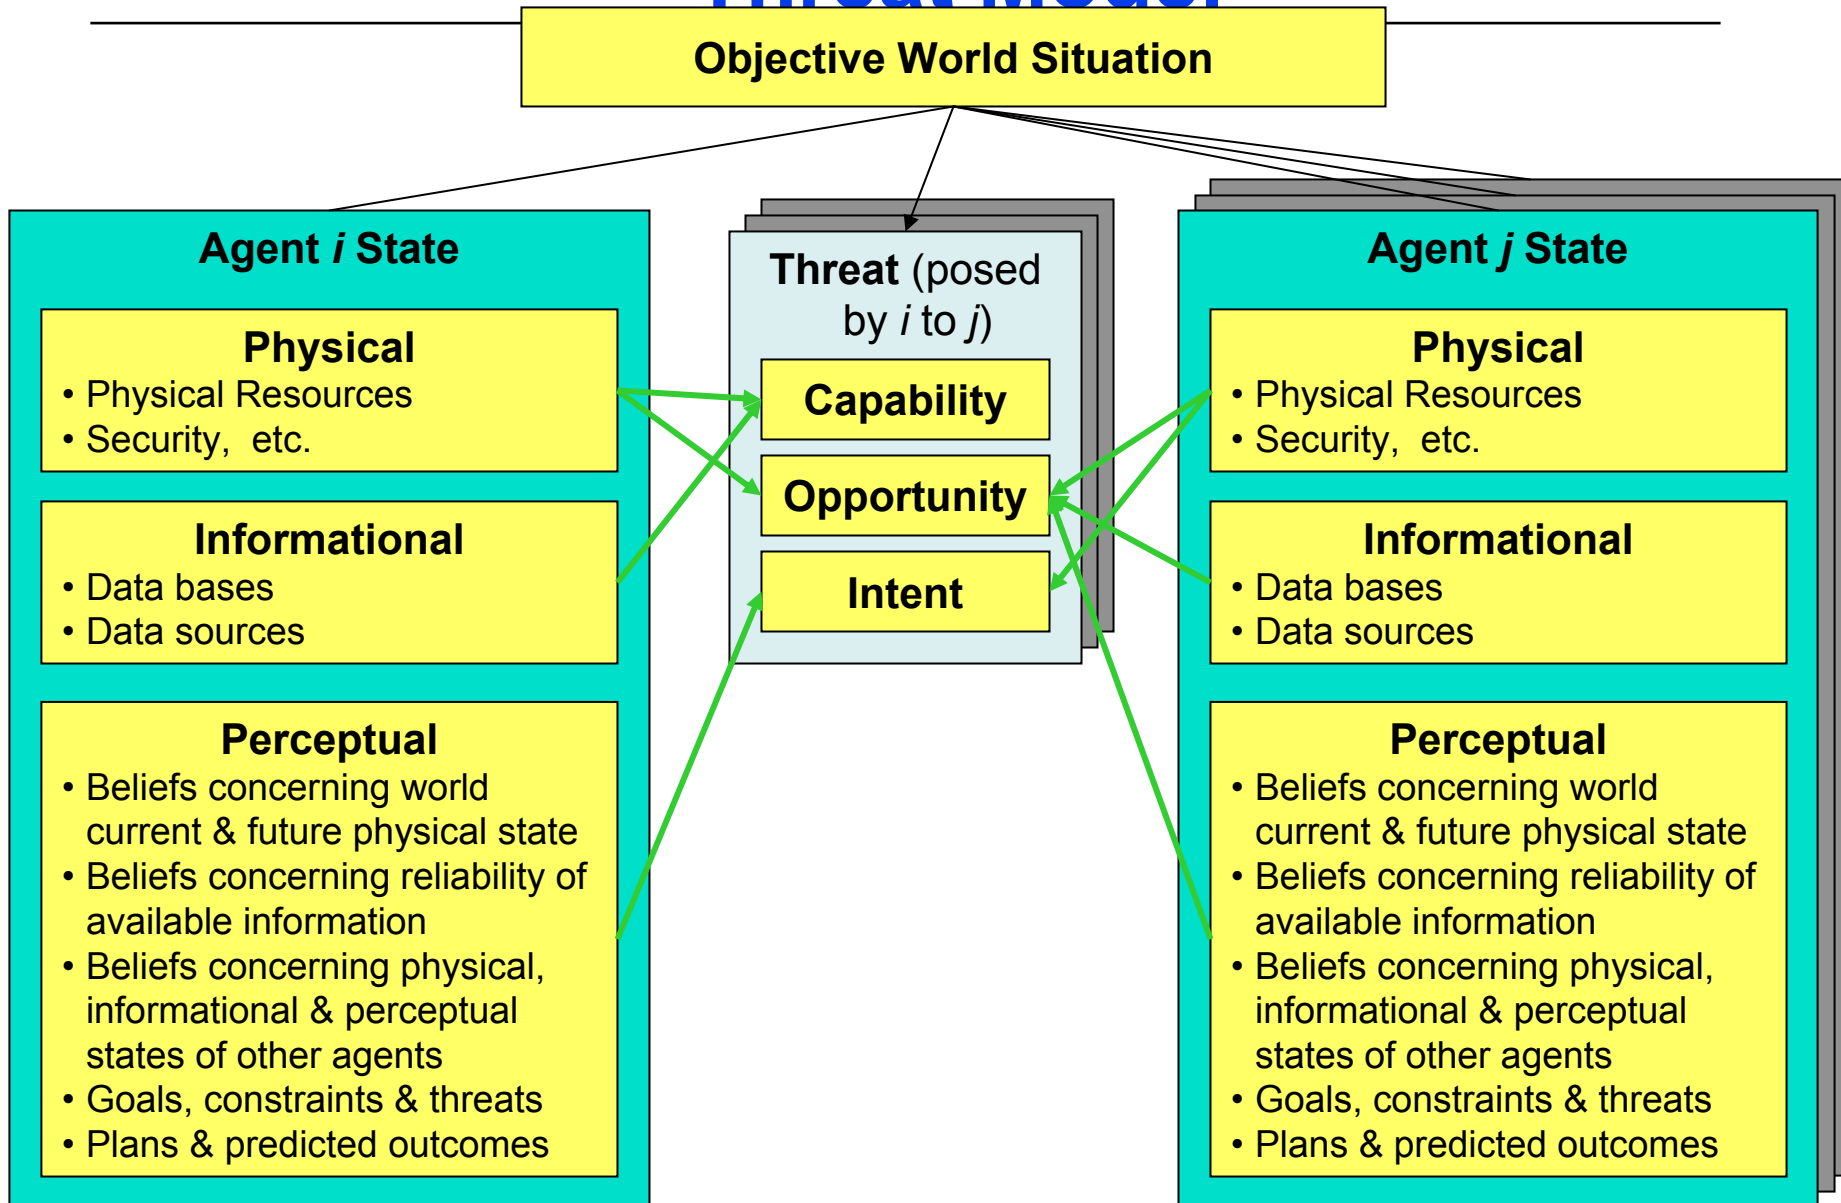 Threat Model
Objective World Situation
Agent i State
Physical
• Physical Resources
• Security, etc.
Informational
• Data bases
• Data sources
Perceptual
• Beliefs concerning world
current & future physical state
• Beliefs concerning reliability of
available information
• Beliefs concerning physical,
informational & perceptual
states of other agents
• Goals, constraints & threats
• Plans & predicted outcomes
Threat (posed
by i to j)
Capability
Opportunity
Intent
Agent j State
Physical
• Physical Resources
• Security, etc.
Informational
• Data bases
• Data sources
Perceptual
• Beliefs concerning world
current & future physical state
• Beliefs concerning reliability of
available information
• Beliefs concerning physical,
informational & perceptual
states of other agents
• Goals, constraints & threats
• Plans & predicted outcomes